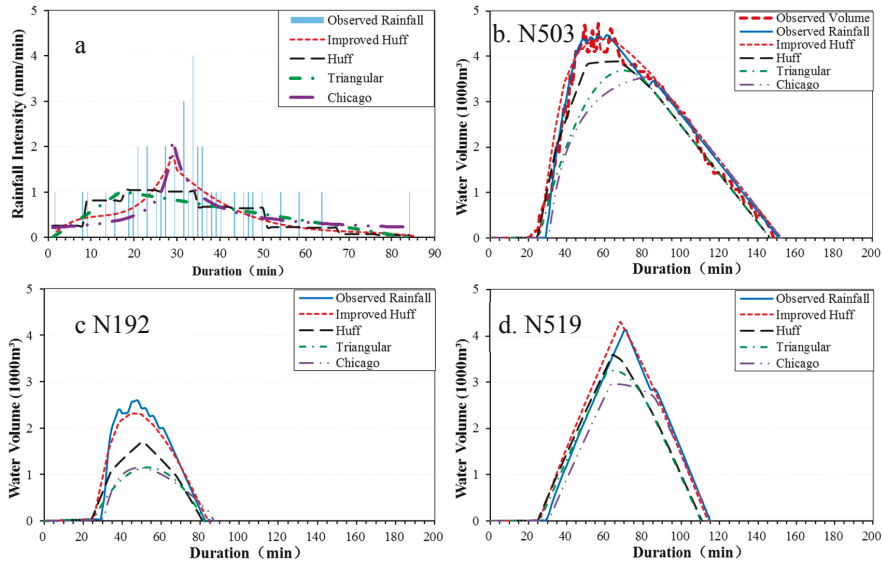 a
Observed Rainfall
Improved Huff
Huff
Triangular
Chicago
Rainfall Intensity (mm/min)
5
4
3
2
1
0
0 10 20 30 40 50 60 70 80 90
Duration（min）
b. N503
Observed Volume
Observed Rainfall
Improved Huff
Huff
Triangular
Chicago
Water Volume (1000m³)
5
4
3
2
1
0
0 20 40 60 80 100 120 140 160 180 200
Duration（min）
c N192
Observed Rainfall
Improved Huff
Huff
Triangular
Chicago
Water Volume (1000m³)
5
4
3
2
1
0
0 20 40 60 80 100 120 140 160 180 200
Duration（min）
d. N519
Observed Rainfall
Improved Huff
Huff
Triangular
Chicago
Water Volume (1000m³)
5
4
3
2
1
0
0 20 40 60 80 100 120 140 160 180 200
Duration（min）